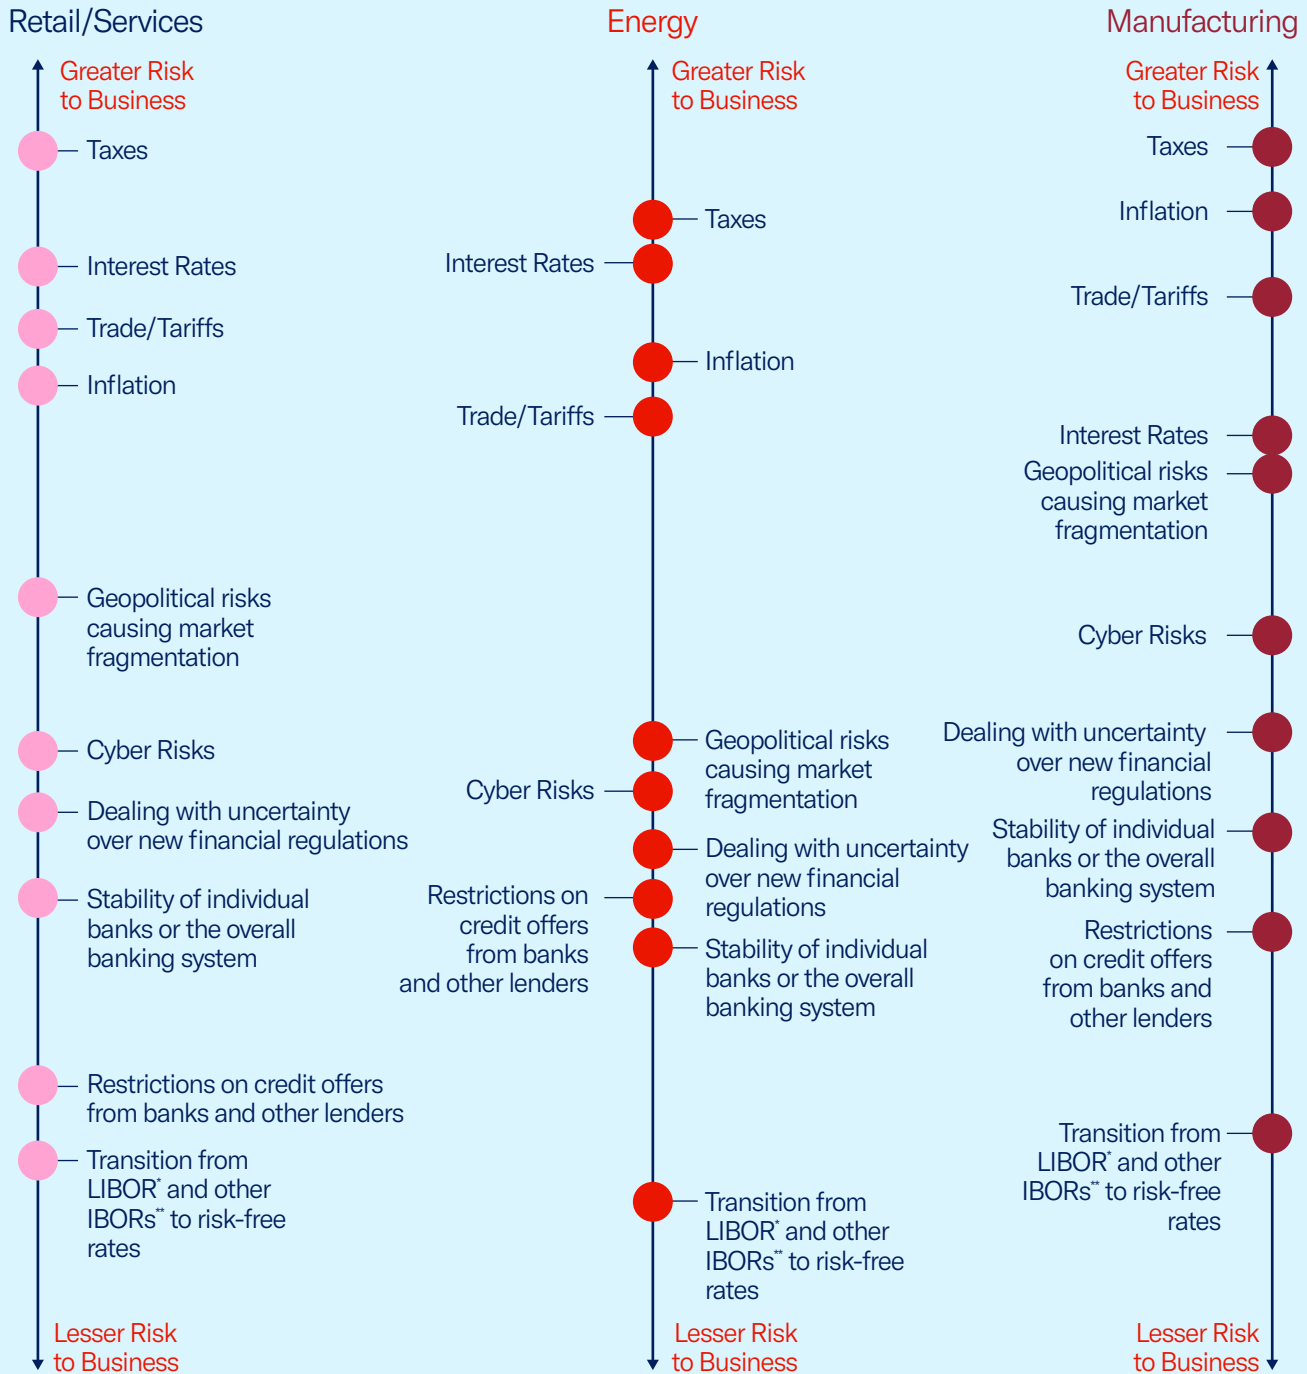 Retail/Services
Greater Risk
to Business
Taxes
Interest Rates
Trade/Tariffs
Inflation
Geopolitical risks
causing market
fragmentation
Cyber Risks
Dealing with uncertainty
over new financial regulations
Stability of individual
banks or the overall
banking system
Restrictions on credit offers
from banks and other lenders
Transition from
LIBOR* and other
IBORs** to risk-free
rates
Lesser Risk
to Business
Energy
Greater Risk
to Business
Taxes
Interest Rates
Inflation
Trade/Tariffs
Geopolitical risks
causing market
fragmentation
Cyber Risks
Dealing with uncertainty
over new financial
regulations
Restrictions on
credit offers
from banks
and other lenders
Stability of individual
banks or the overall
banking system
Transition from
LIBOR* and other
IBORs** to risk-free
rates
Lesser Risk
to Business
Manufacturing
Greater Risk
to Business
Taxes
Inflation
Trade/Tariffs
Interest Rates
Geopolitical risks
causing market
fragmentation
Cyber Risks
Dealing with uncertainty
over new financial
regulations
Stability of individual
banks or the overall
banking system
Restrictions
on credit offers
from banks and
other lenders
Transition from
LIBOR* and other
IBORs** to risk-free
rates
Lesser Risk
to Business